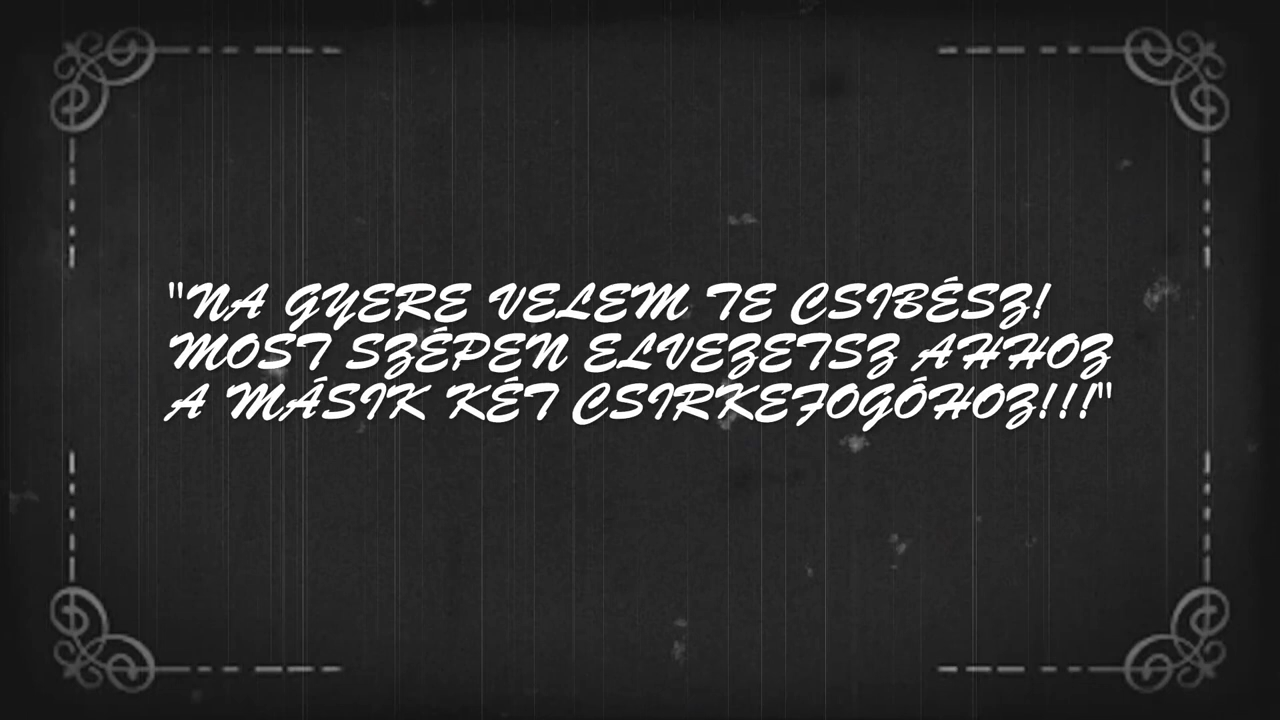 "NA GYERE VELEM TE CSIBÉSZ!
MOST SZÉPEN ELVEZETSZ AHHOZ
A MÁSIK KÉT CSIRKEFOGÓHOZ!!!"